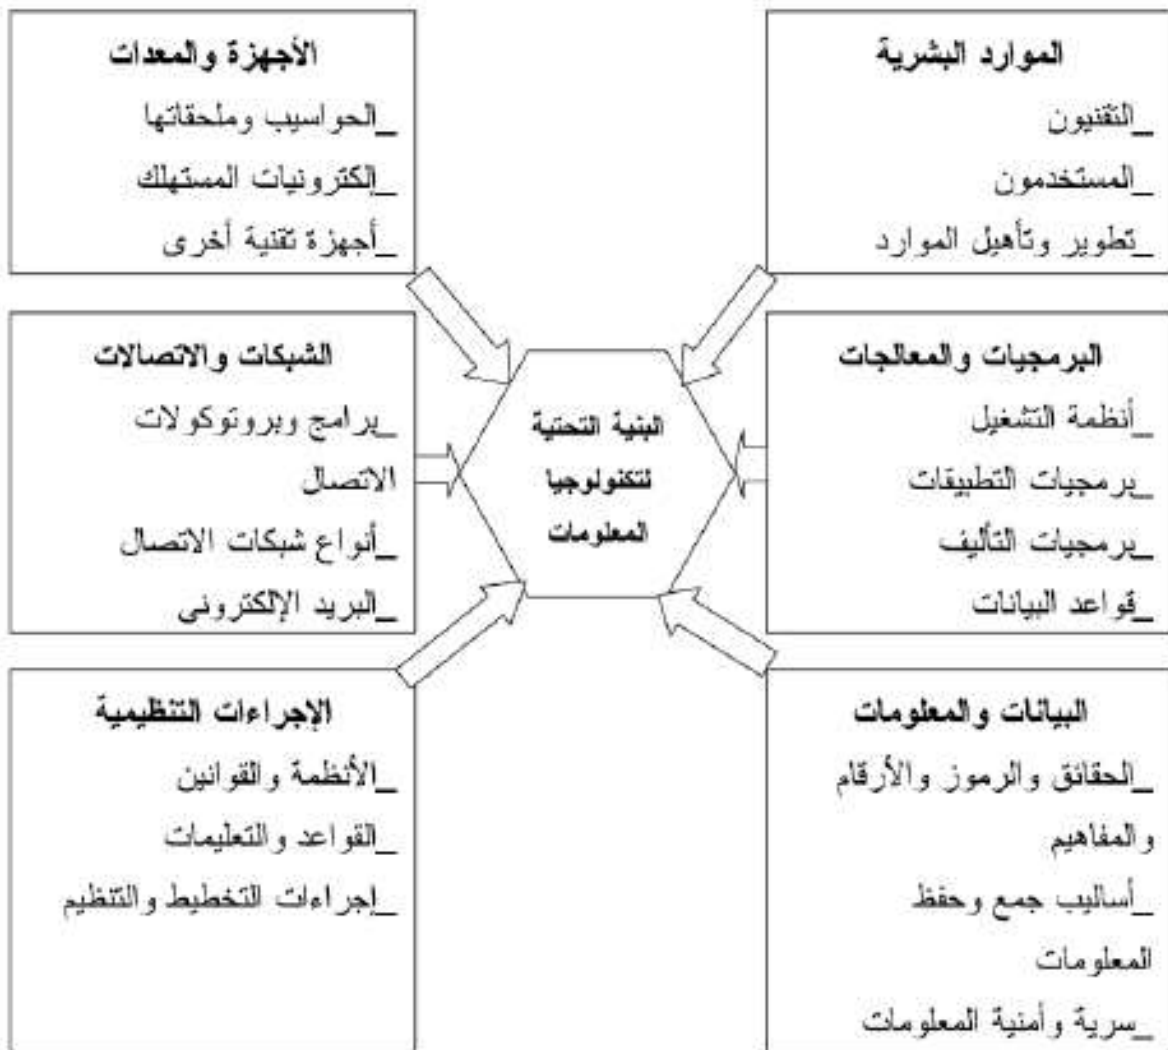 الموارد البشرية
_التقنيون
_المستخدمون
_تطوير وتأهيل الموارد
الأجهزة والمعدات
_الحواسيب وملحقاتها
_إلكترونيات المستهلك
_أجهزة تقنية أخرى
البرمجيات والمعالجات
_أنظمة التشغيل
_برمجيات التطبيقات
_برمجيات التأليف
_قواعد البيانات
البنية التحتية
لتكنولوجيا
المعلومات
الشبكات والاتصالات
_برامج وبروتوكولات
الاتصال
_أنواع شبكات الاتصال
_البريد الإلكتروني
البيانات والمعلومات
_الحقائق والرموز والأرقام
والمفاهيم
_أساليب جمع وحفظ
المعلومات
_سرية وأمنية المعلومات
الإجراءات التنظيمية
_الأنظمة والقوانين
_القواعد والتعليمات
_إجراءات التخطيط والتنظيم